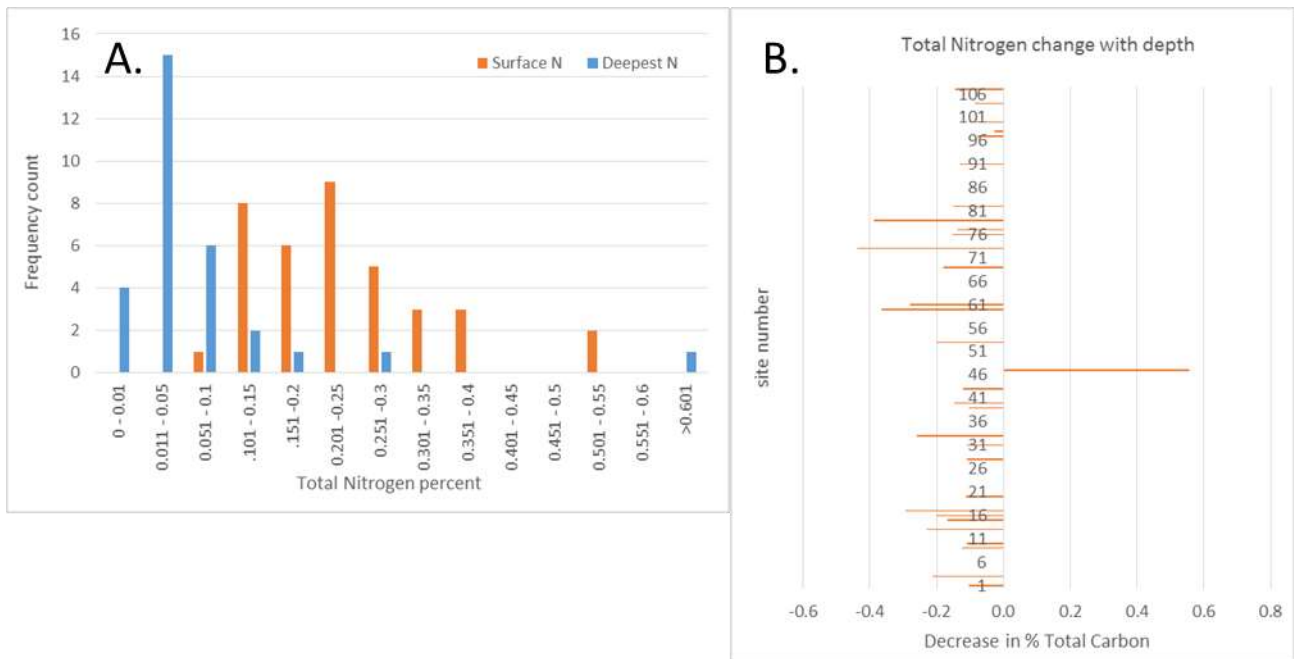 A.
Surface N
Deepest N
16
14
12
10
8
6
4
2
0
Frequency count
0 - 0.01
0.011 - 0.05
0.051 - 0.1
.101 - 0.15
.151 -0.2
0.201 -0.25
0.251 -0.3
0.301 - 0.35
0.351 - 0.4
0.401 - 0.45
0.451 - 0.5
0.501 - 0.55
0.551 - 0.6
>0.601
Total Nitrogen percent
B.
Total Nitrogen change with depth
site number
106
101
96
91
86
81
76
71
66
61
56
51
46
41
36
31
26
21
16
11
6
1
-0.6 -0.4 -0.2 0.0 0.2 0.4 0.6 0.8
Decrease in % Total Carbon